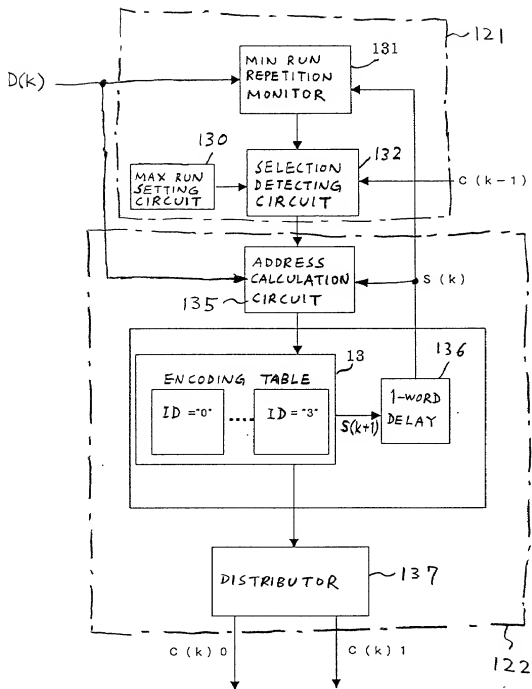 121
D(k)
MIN RUN
REPETITION
MONITOR
131
130
MAX RUN
SETTING
CIRCUIT
SELECTION
DETECTING
CIRCUIT
132
C(k-1)
ADDRESS
CALCULATION
CIRCUIT
135
S(k)
13
136
ENCODING TABLE
ID="0"
ID="3"
S(k+1)
1-WORD
DELAY
DISTRIBUTOR
137
C(k)0
C(k)1
122